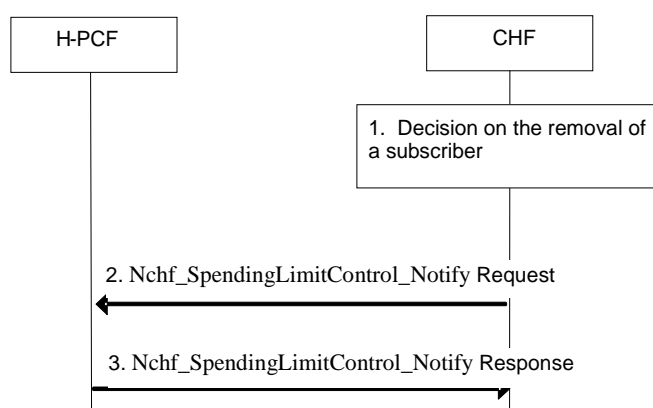 H-PCF
CHF
1. Decision on the removal of
a subscriber
2. Nchf_SpendingLimitControl_Notify Request
3. Nchf_SpendingLimitControl_Notify Response